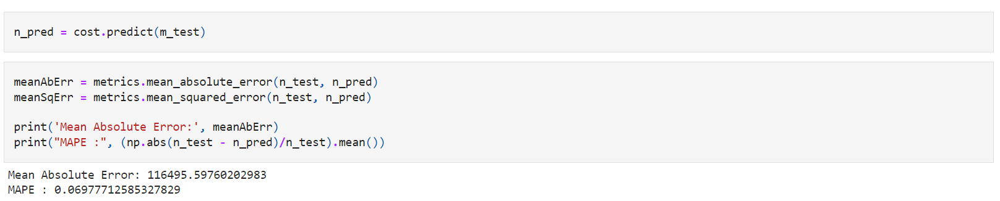 n_pred = cost.predict(m_test)
meanAbErr = metrics.mean_absolute_error(n_test, n_pred)
meanSqErr = metrics.mean_squared_error(n_test, n_pred)
print('Mean Absolute Error:', meanAbErr)
print("MAPE :", (np.abs(n_test - n_pred)/n_test).mean())
Mean Absolute Error: 116495.59760202983
MAPE : 0.06977712585327829